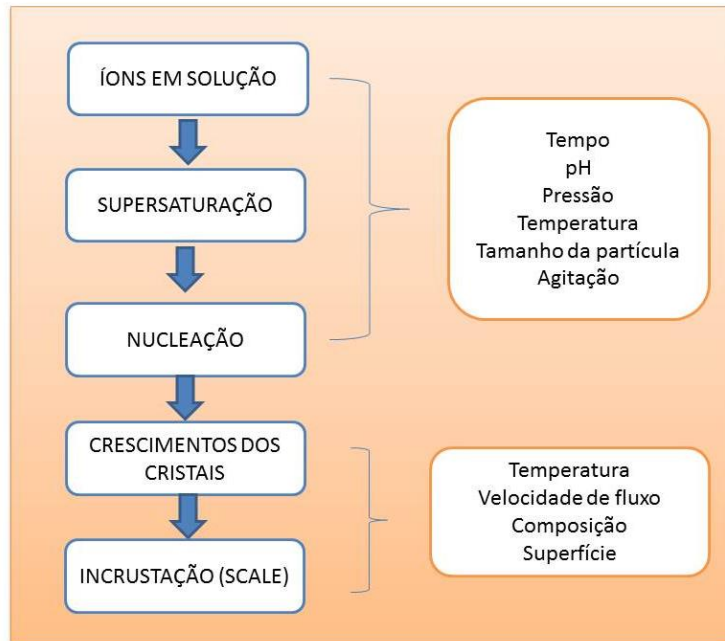 ÍONS EM SOLUÇÃO
SUPERSATURAÇÃO
NUCLEAÇÃO
CRESCIMENTOS DOS
CRISTAIS
INCRUSTAÇÃO (SCALE)
Tempo
pH
Pressão
Temperatura
Tamanho da partícula
Agitação
Temperatura
Velocidade de fluxo
Composição
Superfície